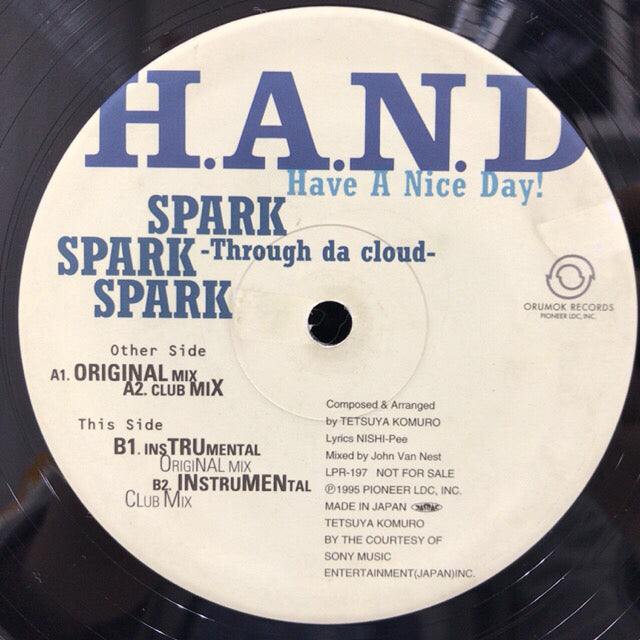 H.A.N.D
Have A Nice Day!
SPARK
SPARK -Through da cloud-
SPARK
ORUMOK RECORDS
PIONEER LDC, INC.
Other Side
A1. ORIGINAL MIX
A2. CLUB MIX
This Side
B1. INSTRUMENTAL
ORIGINAL MIX
B2. INSTRUMENTAL
CLUB MIX
Composed & Arranged
by TETSUYA KOMURO
Lyrics NISHI-Pee
Mixed by John Van Nest
LPR-197 NOT FOR SALE
Ⓟ1995 PIONEER LDC, INC.
MADE IN JAPAN
TETSUYA KOMURO
BY THE COURTESY OF
SONY MUSIC
ENTERTAINMENT(JAPAN)INC.